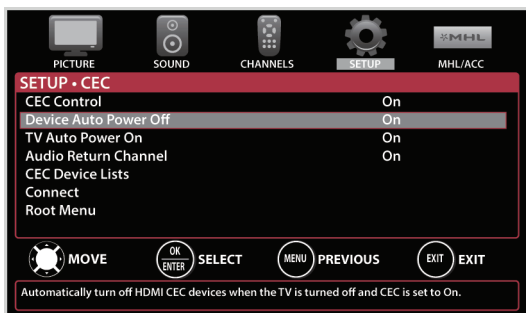 MHL
PICTURE SOUND CHANNELS SETUP MHL/ACC
SETUP • CEC
CEC Control On
Device Auto Power Off On
TV Auto Power On On
Audio Return Channel On
CEC Device Lists
Connect
Root Menu
MOVE OK ENTER SELECT MENU PREVIOUS EXIT EXIT
Automatically turn off HDMI CEC devices when the TV is turned off and CEC is set to On.